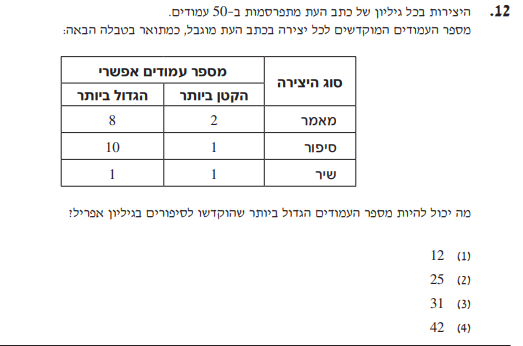 12. היצירות בכל גיליון של כתב העת מתפרסמות ב-50 עמודים.
מספר העמודים המוקדשים לכל יצירה בכתב העת מוגבל, כמתואר בטבלה הבאה:
סוג היצירה מספר עמודים אפשרי
הקטן ביותר הגדול ביותר
מאמר 2 8
סיפור 1 10
שיר 1 1
מה יכול להיות מספר העמודים הגדול ביותר שהוקדשו לסיפורים בגיליון אפריל?
(1) 12
(2) 25
(3) 31
(4) 42